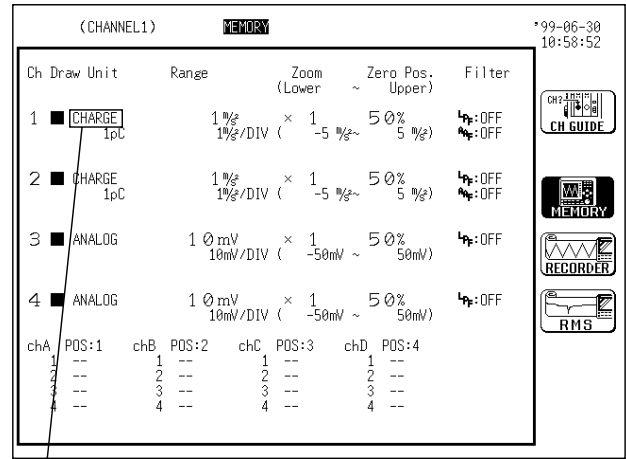 (CHANNEL1) MEMORY '99-06-30
10:58:52
Ch Draw Unit Range Zoom Zero Pos. Filter
(Lower ~ Upper)
1 ■ CHARGE 1 m/s² × 1 50% LPF:OFF
1pC 1m/s²/DIV ( -5 m/s²~ 5 m/s²) AAF:OFF
2 ■ CHARGE 1 m/s² × 1 50% LPF:OFF
1pC 1m/s²/DIV ( -5 m/s²~ 5 m/s²) AAF:OFF
3 ■ ANALOG 10mV × 1 50% LPF:OFF
10mV/DIV ( -50mV ~ 50mV)
4 ■ ANALOG 10mV × 1 50% LPF:OFF
10mV/DIV ( -50mV ~ 50mV)
chA POS:1 chB POS:2 chC POS:3 chD POS:4
1 -- 1 -- 1 -- 1 --
2 -- 2 -- 2 -- 2 --
3 -- 3 -- 3 -- 3 --
4 -- 4 -- 4 -- 4 --
CH2
CH GUIDE
MEMORY
RECORDER
RMS